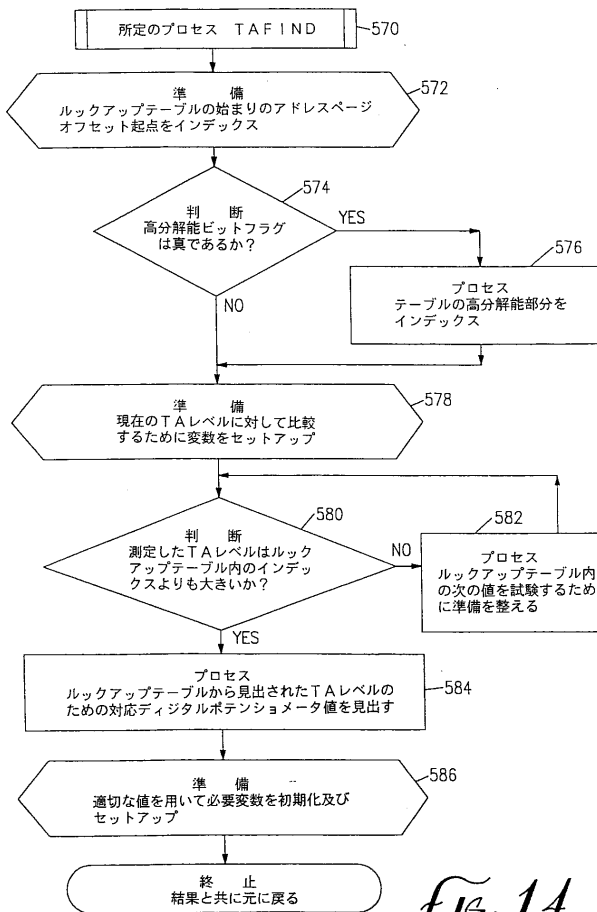 所定のプロセス　ＴＡＦＩＮＤ
570
準　備
572
ルックアップテーブルの始まりのアドレスページ
オフセット起点をインデックス
574
判　断
高分解能ビットフラグ
は真であるか？
YES
NO
576
プロセス
テーブルの高分解能部分を
インデックス
準　備
578
現在のＴＡレベルに対して比較
するために変数をセットアップ
580
判　断
測定したＴＡレベルはルック
アップテーブル内のインデッ
クスよりも大きいか？
NO
YES
582
プロセス
ルックアップテーブル内
の次の値を試験するため
に準備を整える
プロセス
ルックアップテーブルから見出されたＴＡレベルの
ための対応ディジタルポテンショメータ値を見出す
584
準　備
586
適切な値を用いて必要変数を初期化及び
セットアップ
終　止
結果と共に元に戻る
Fig. 14